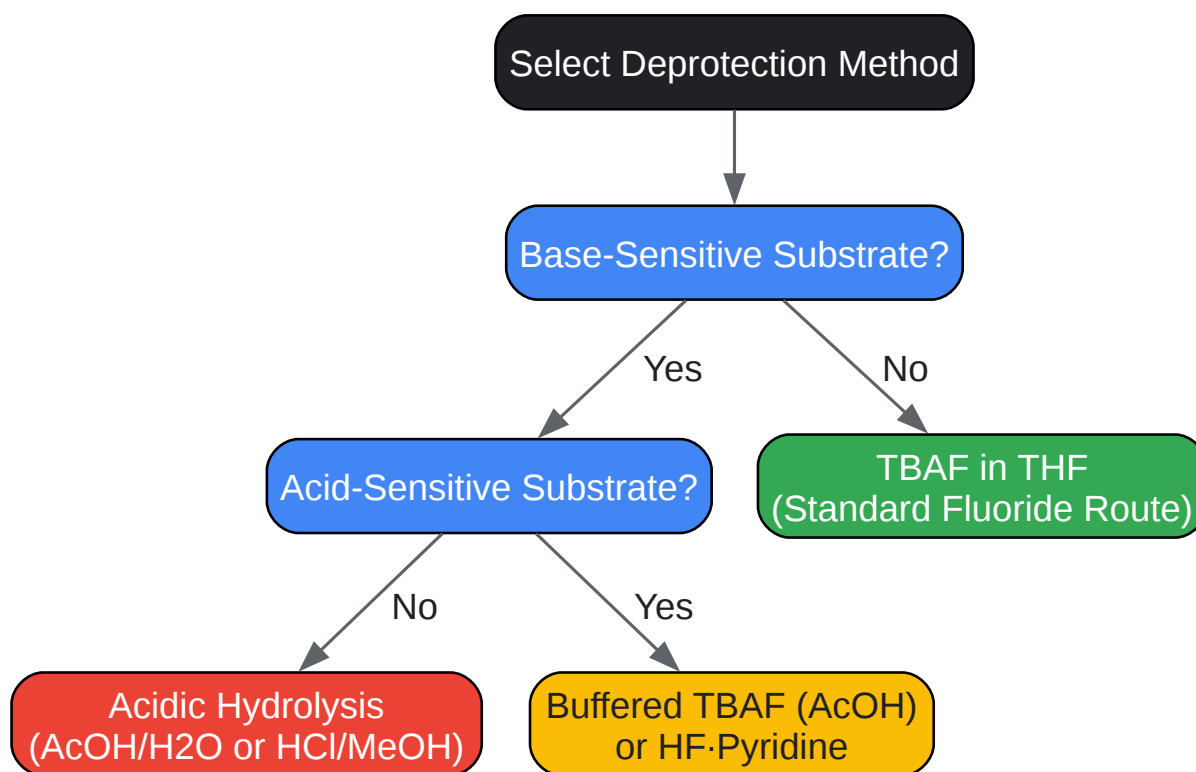 Select Deprotection Method
Base-Sensitive Substrate?
Yes
No
Acid-Sensitive Substrate?
TBAF in THF
(Standard Fluoride Route)
No
Yes
Acidic Hydrolysis
(AcOH/H2O or HCl/MeOH)
Buffered TBAF (AcOH)
or HF·Pyridine